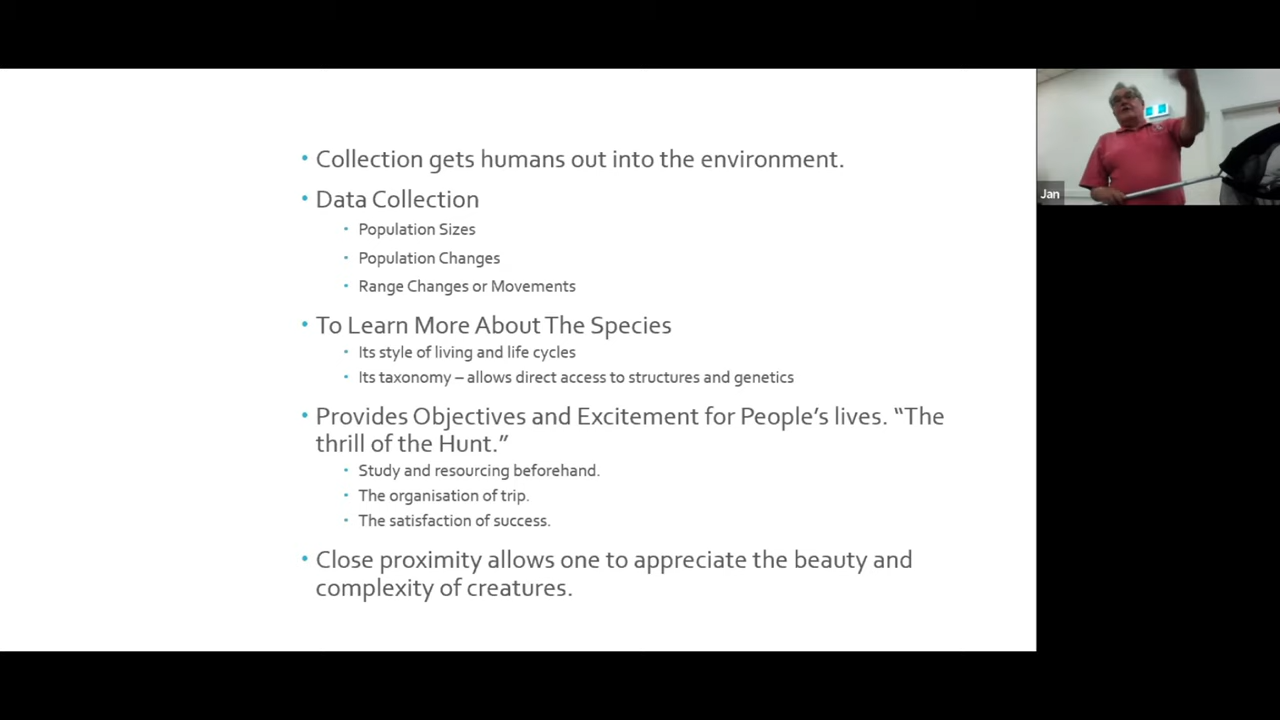 • Collection gets humans out into the environment.
• Data Collection
• Population Sizes
• Population Changes
• Range Changes or Movements
• To Learn More About The Species
• Its style of living and life cycles
• Its taxonomy – allows direct access to structures and genetics
• Provides Objectives and Excitement for People’s lives. “The
thrill of the Hunt.”
• Study and resourcing beforehand.
• The organisation of trip.
• The satisfaction of success.
• Close proximity allows one to appreciate the beauty and
complexity of creatures.
Jan